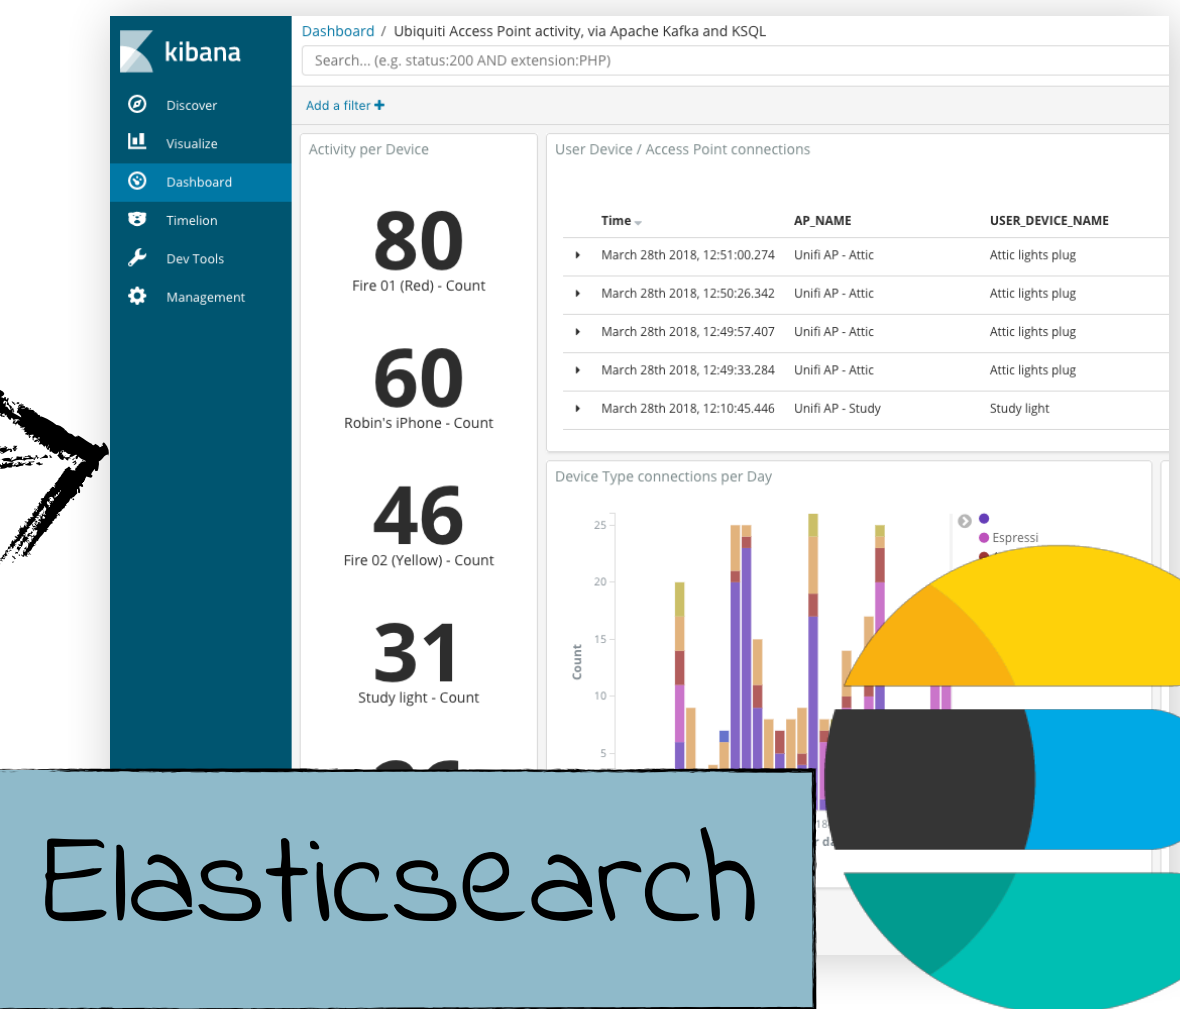 kibana
Discover
Visualize
Dashboard
Timelion
Dev Tools
Management
Dashboard / Ubiquiti Access Point activity, via Apache Kafka and KSQL
Search... (e.g. status:200 AND extension:PHP)
Add a filter +
Activity per Device
80
Fire 01 (Red) - Count
60
Robin's iPhone - Count
46
Fire 02 (Yellow) - Count
31
Study light - Count
User Device / Access Point connections
Time AP_NAME USER_DEVICE_NAME
March 28th 2018, 12:51:00.274 Unifi AP - Attic Attic lights plug
March 28th 2018, 12:50:26.342 Unifi AP - Attic Attic lights plug
March 28th 2018, 12:49:57.407 Unifi AP - Attic Attic lights plug
March 28th 2018, 12:49:33.284 Unifi AP - Attic Attic lights plug
March 28th 2018, 12:10:45.446 Unifi AP - Study Study light
Device Type connections per Day
25
20
15
10
5
Count
Espressi
Elasticsearch